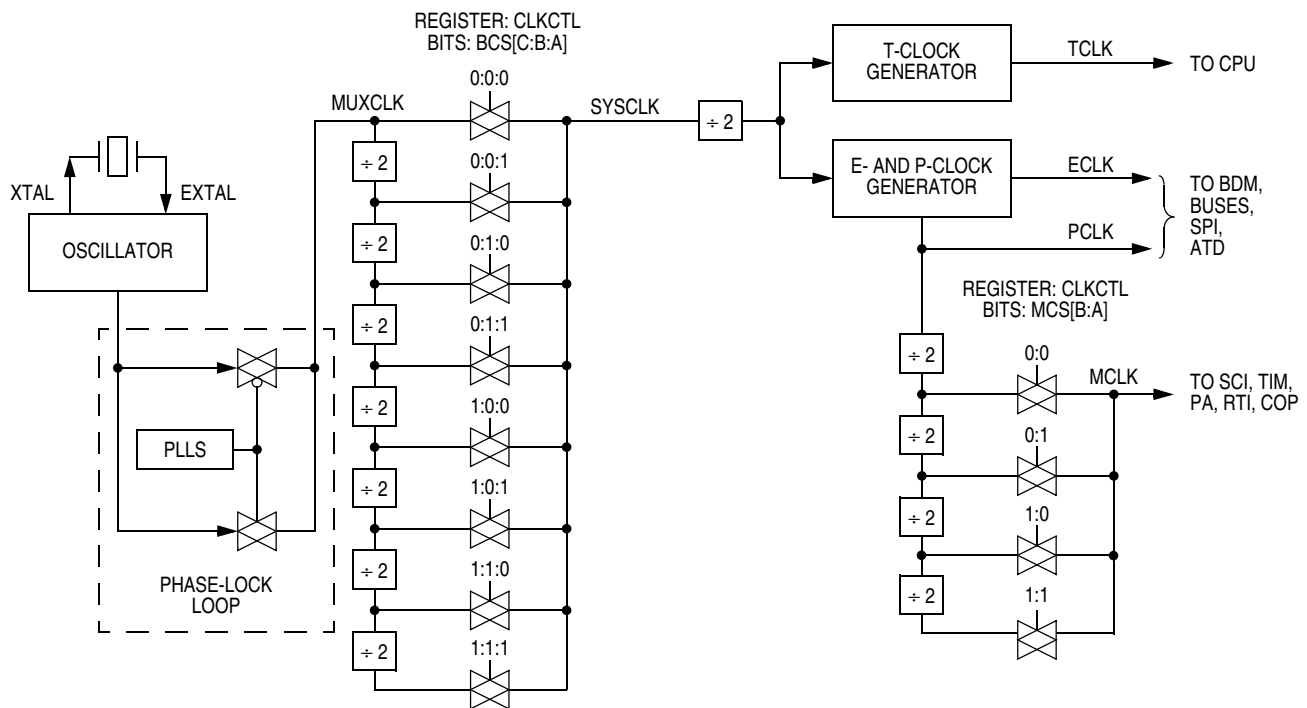 REGISTER: CLKCTL
BITS: BCS[C:B:A]
0:0:0
MUXCLK
SYSCLK
÷ 2
T-CLOCK
GENERATOR
TCLK
TO CPU
÷ 2
0:0:1
XTAL
EXTAL
OSCILLATOR
E- AND P-CLOCK
GENERATOR
ECLK
PCLK
TO BDM,
BUSES,
SPI,
ATD
÷ 2
0:1:0
÷ 2
0:1:1
÷ 2
1:0:0
÷ 2
1:0:1
÷ 2
1:1:0
÷ 2
1:1:1
PLLS
PHASE-LOCK
LOOP
REGISTER: CLKCTL
BITS: MCS[B:A]
÷ 2
0:0
MCLK
TO SCI, TIM,
PA, RTI, COP
÷ 2
0:1
÷ 2
1:0
÷ 2
1:1